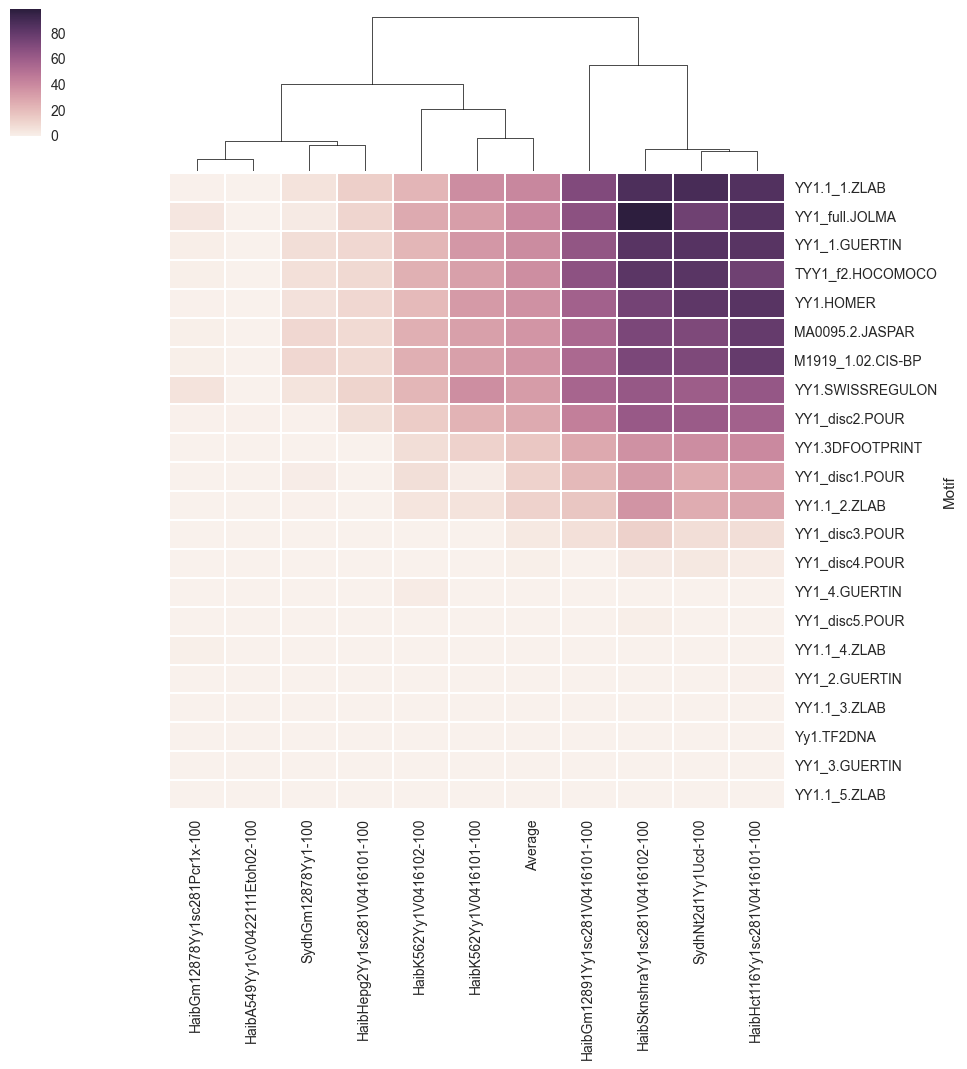 80
60
40
20
0
YY1.1_1.ZLAB
YY1_full.JOLMA
YY1_1.GUERTIN
TYY1_f2.HOCOMOCO
YY1.HOMER
MA0095.2.JASPAR
M1919_1.02.CIS-BP
YY1.SWISSREGULON
YY1_disc2.POUR
YY1.3DFOOTPRINT
YY1_disc1.POUR
YY1.1_2.ZLAB
YY1_disc3.POUR
YY1_disc4.POUR
YY1_4.GUERTIN
YY1_disc5.POUR
YY1.1_4.ZLAB
YY1_2.GUERTIN
YY1.1_3.ZLAB
Yy1.TF2DNA
YY1_3.GUERTIN
YY1.1_5.ZLAB
Motif
HaibGm12878Yy1sc281Pcr1x-100
HaibA549Yy1cV0422111Etoh02-100
SydhGm12878Yy1-100
HaibHepg2Yy1sc281V0416101-100
HaibK562Yy1V0416102-100
HaibK562Yy1V0416101-100
Average
HaibGm12891Yy1sc281V0416101-100
HaibSknshraYy1sc281V0416102-100
SydhNt2d1Yy1Ucd-100
HaibHct116Yy1sc281V0416101-100